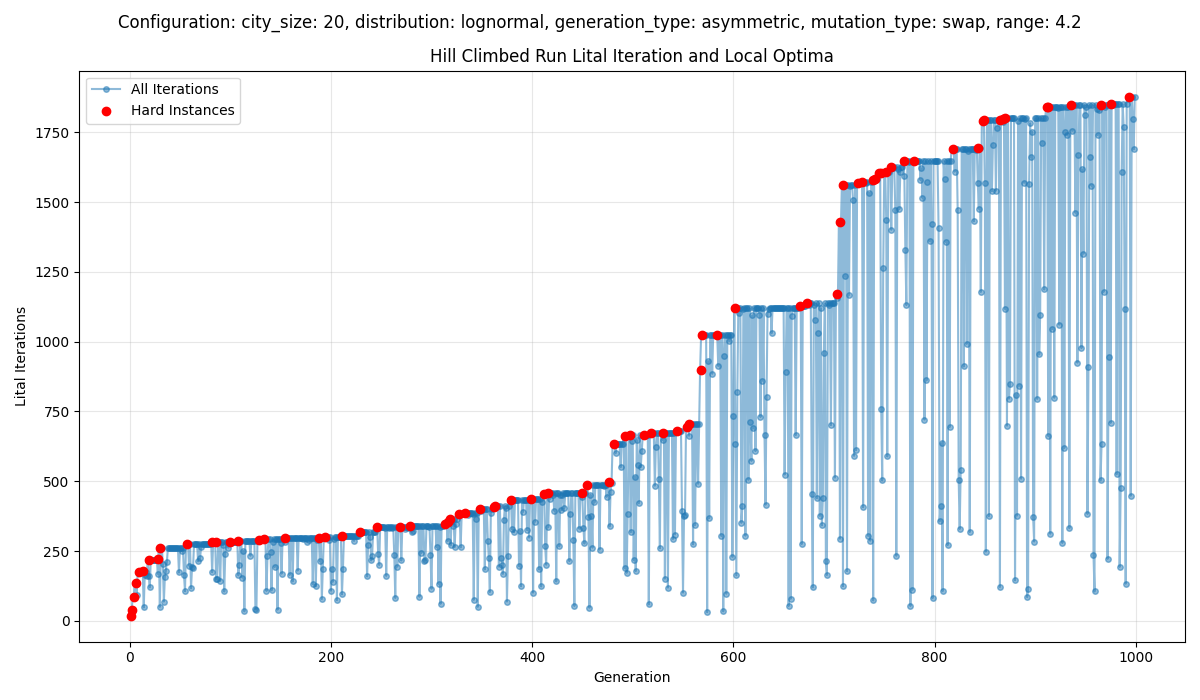 Configuration: city_size: 20, distribution: lognormal, generation_type: asymmetric, mutation_type: swap, range: 4.2
Hill Climbed Run Lital Iteration and Local Optima
All Iterations
Hard Instances
Lital Iterations
1750
1500
1250
1000
750
500
250
0
0 200 400 600 800 1000
Generation